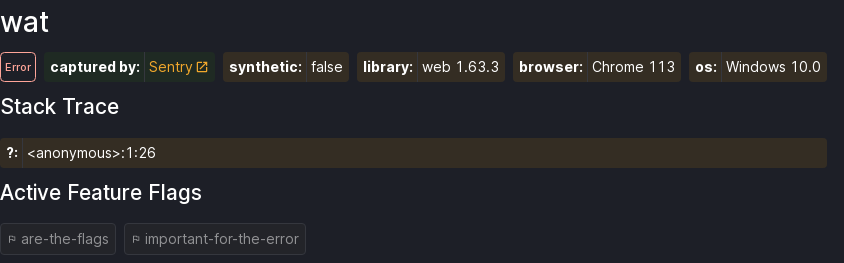 wat
Error captured by: Sentry synthetic: false library: web 1.63.3 browser: Chrome 113 os: Windows 10.0
Stack Trace
?: <anonymous>:1:26
Active Feature Flags
are-the-flags important-for-the-error